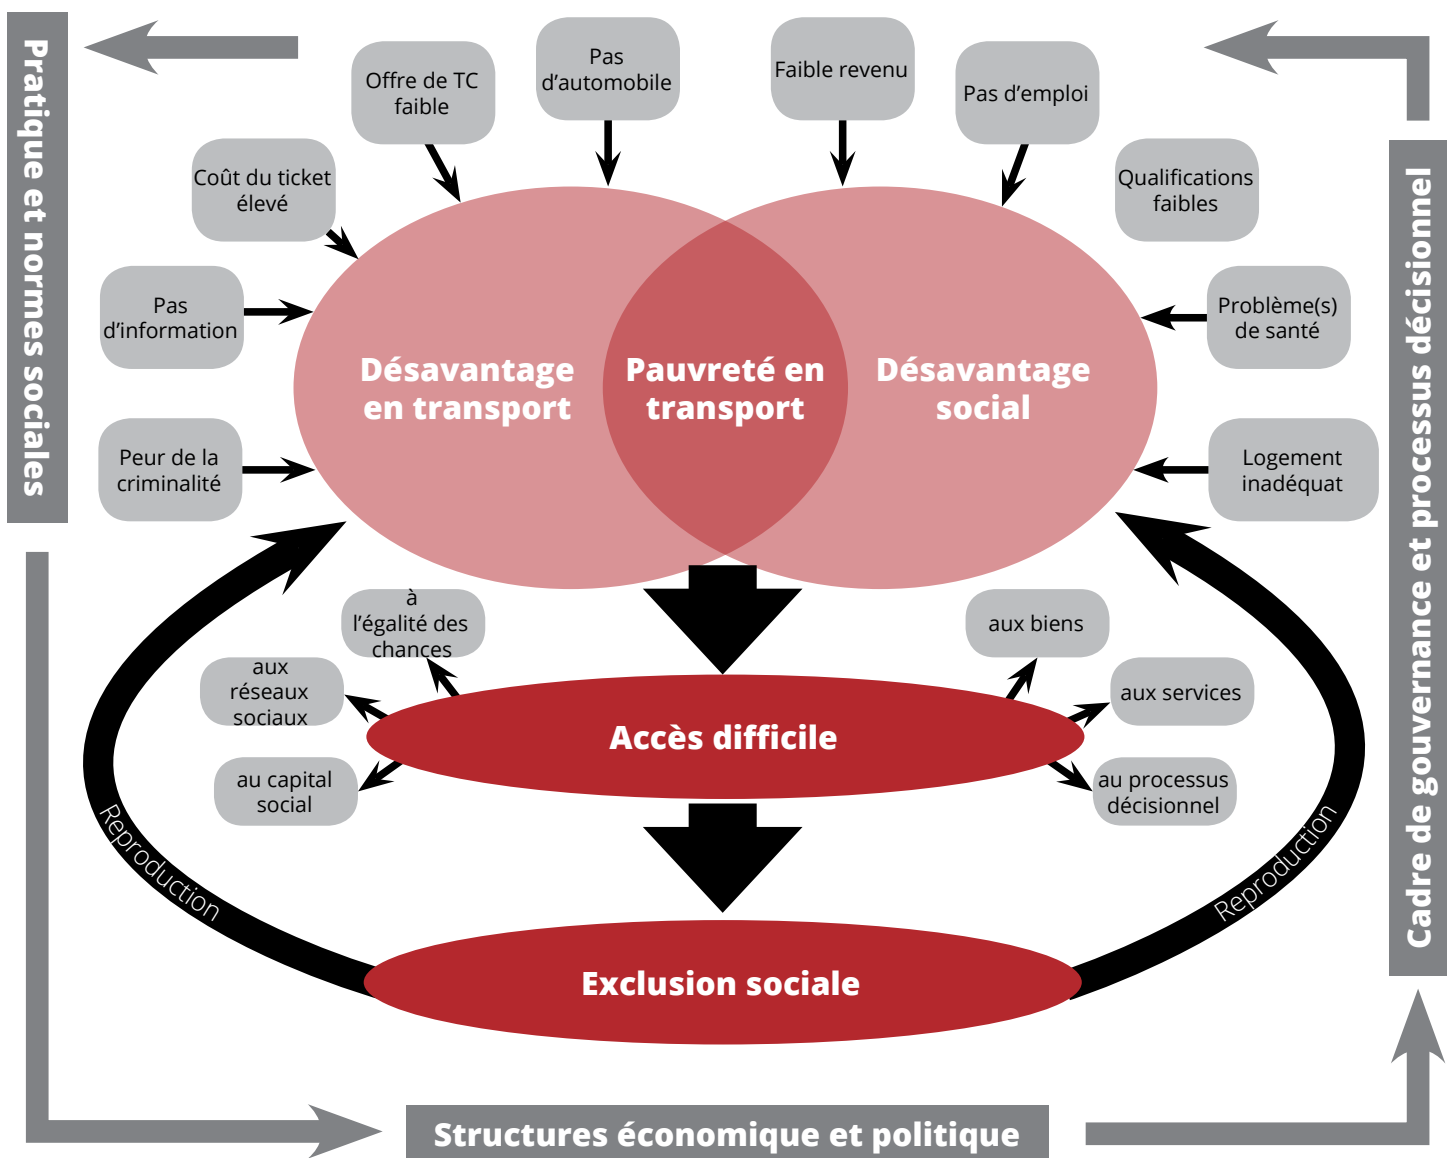 Pratique et normes sociales
Offre de TC
faible
Pas
d’automobile
Faible revenu
Pas d’emploi
Coût du ticket
élevé
Qualifications
faibles
Pas
d’information
Problème(s)
de santé
Désavantage
en transport
Pauvreté en
transport
Désavantage
social
Peur de la
criminalité
Logement
inadéquat
Cadre de gouvernance et processus décisionnel
à
l’égalité des
chances
aux biens
aux
réseaux
sociaux
aux services
Accès difficile
au capital
social
au processus
décisionnel
Reproduction
Reproduction
Exclusion sociale
Structures économique et politique